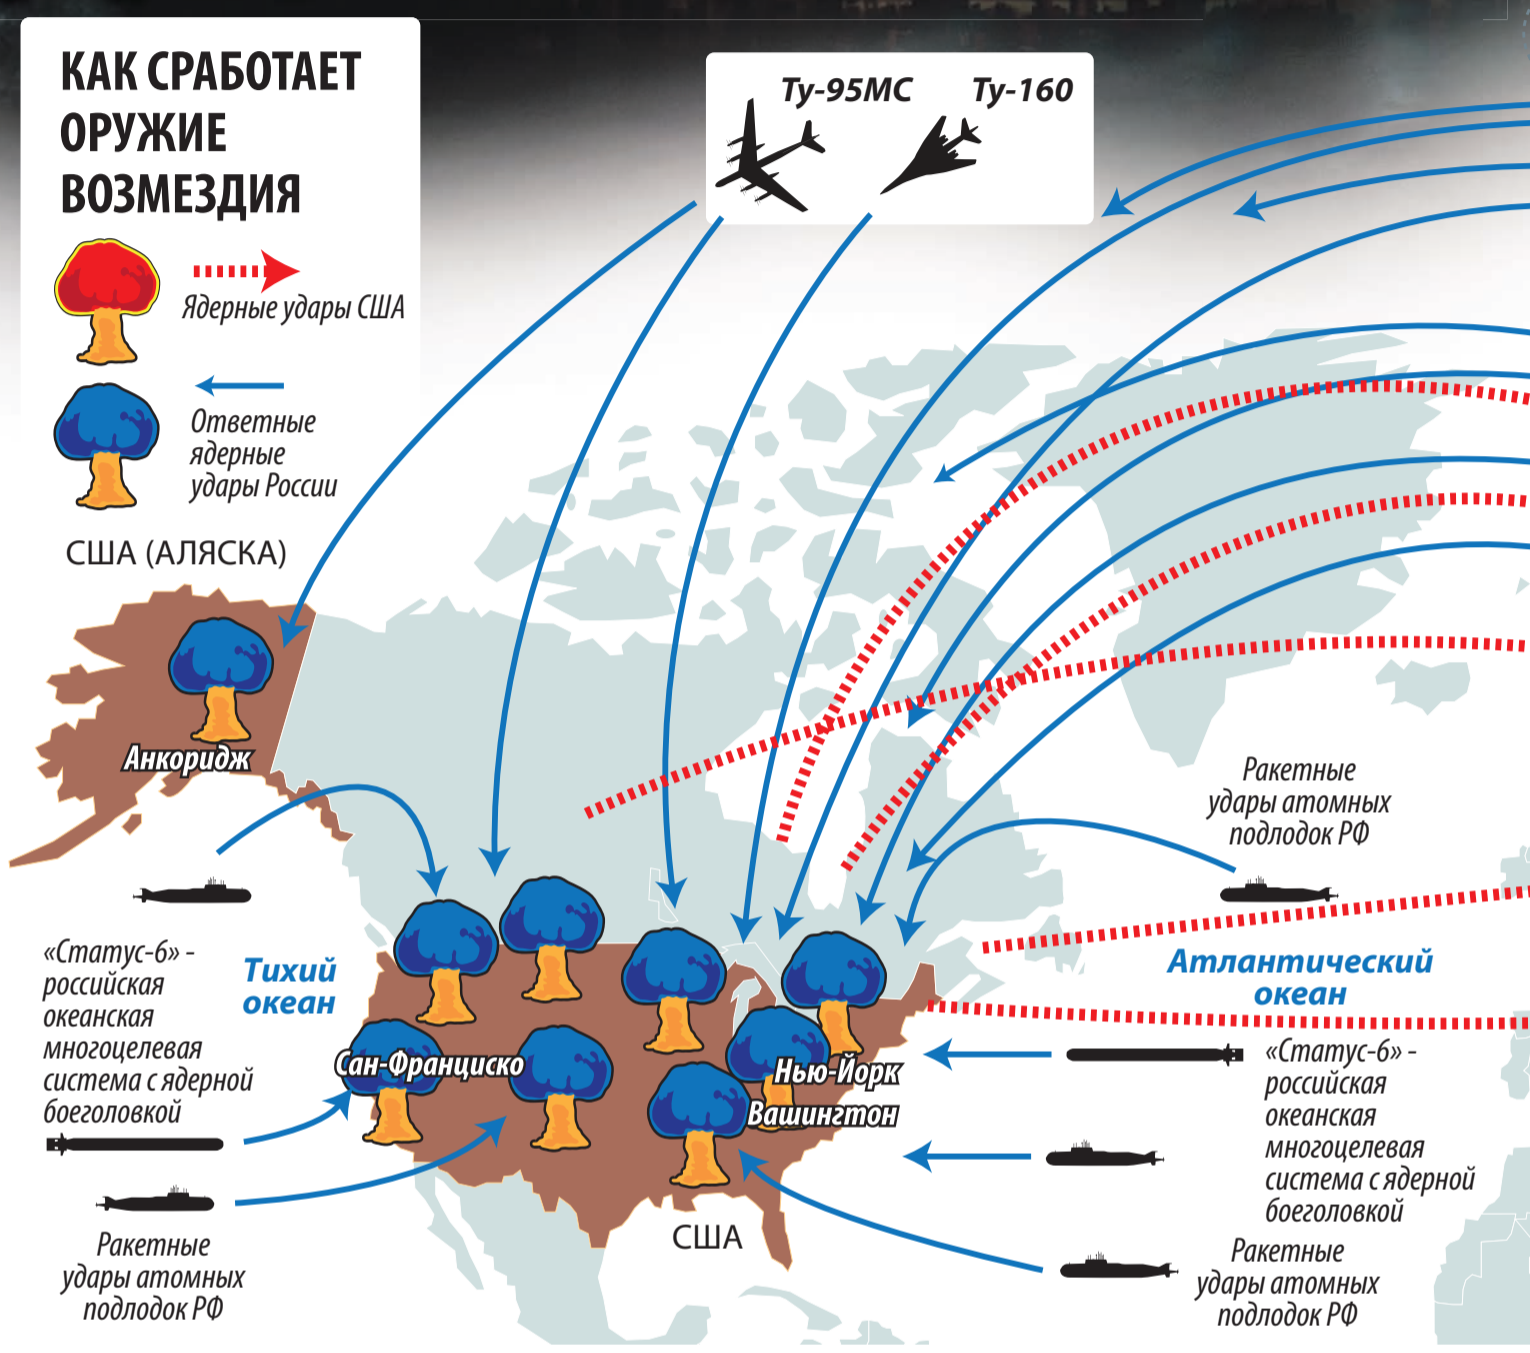 КАК СРАБОТАЕТ
ОРУЖИЕ
ВОЗМЕЗДИЯ
Ядерные удары США
Ответные
ядерные
удары России
Ту-95МС
Ту-160
США (АЛЯСКА)
Анкоридж
Ракетные
удары атомных
подлодок РФ
«Статус-6» -
российская
океанская
многоцелевая
система с ядерной
боеголовкой
Тихий
океан
Сан-Франциско
Нью-Йорк
Вашингтон
Атлантический
океан
«Статус-6» -
российская
океанская
многоцелевая
система с ядерной
боеголовкой
Ракетные
удары атомных
подлодок РФ
США
Ракетные
удары атомных
подлодок РФ